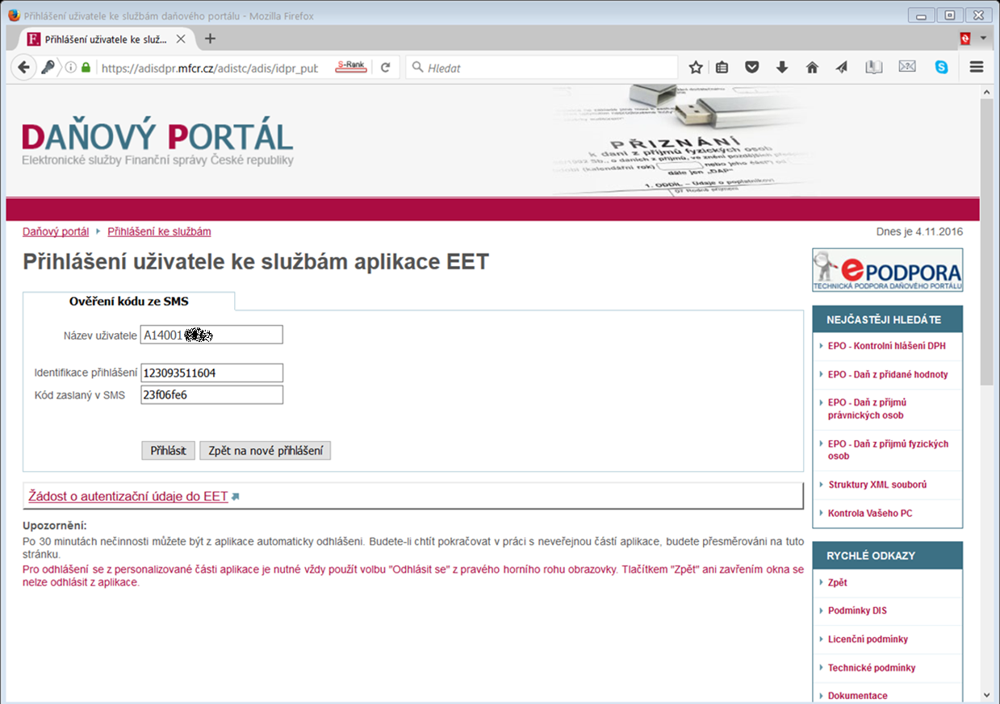 Přihlášení uživatele ke službám daňového portálu - Mozilla Firefox
Přihlášení uživatele ke služ...
https://adisdpr.mfcr.cz/adistc/adis/idpr_put
S-Rank
Hledat
DAŇOVÝ PORTÁL
Elektronické služby Finanční správy České republiky
PŘIZNÁNÍ
k dani z příjmů fyzických osob
dále jen „DAP"
1. ODDÍL – Údaje o poplatníkovi
Daňový portál
Přihlášení ke službám
Dnes je 4.11.2016
Přihlášení uživatele ke službám aplikace EET
Ověření kódu ze SMS
Název uživatele A14001
Identifikace přihlášení 123093511604
Kód zaslaný v SMS 23f06fe6
Přihlásit
Zpět na nové přihlášení
Žádost o autentizační údaje do EET
Upozornění:
Po 30 minutách nečinnosti můžete být z aplikace automaticky odhlášeni. Budete-li chtít pokračovat v práci s neveřejnou částí aplikace, budete přesměrováni na tuto
stránku.
Pro odhlášení se z personalizované části aplikace je nutné vždy použít volbu "Odhlásit se" z pravého horního rohu obrazovky. Tlačítkem "Zpět" ani zavřením okna se
nelze odhlásit z aplikace.
ePODPORA
TECHNICKÁ PODPORA DAŇOVÉHO PORTÁLU
NEJČASTĚJI HLEDÁTE
EPO - Kontrolní hlášení DPH
EPO - Daň z přidané hodnoty
EPO - Daň z příjmů
právnických osob
EPO - Daň z příjmů fyzických
osob
Struktury XML souborů
Kontrola Vašeho PC
RYCHLÉ ODKAZY
Zpět
Podmínky DIS
Licenční podmínky
Technické podmínky
Dokumentace